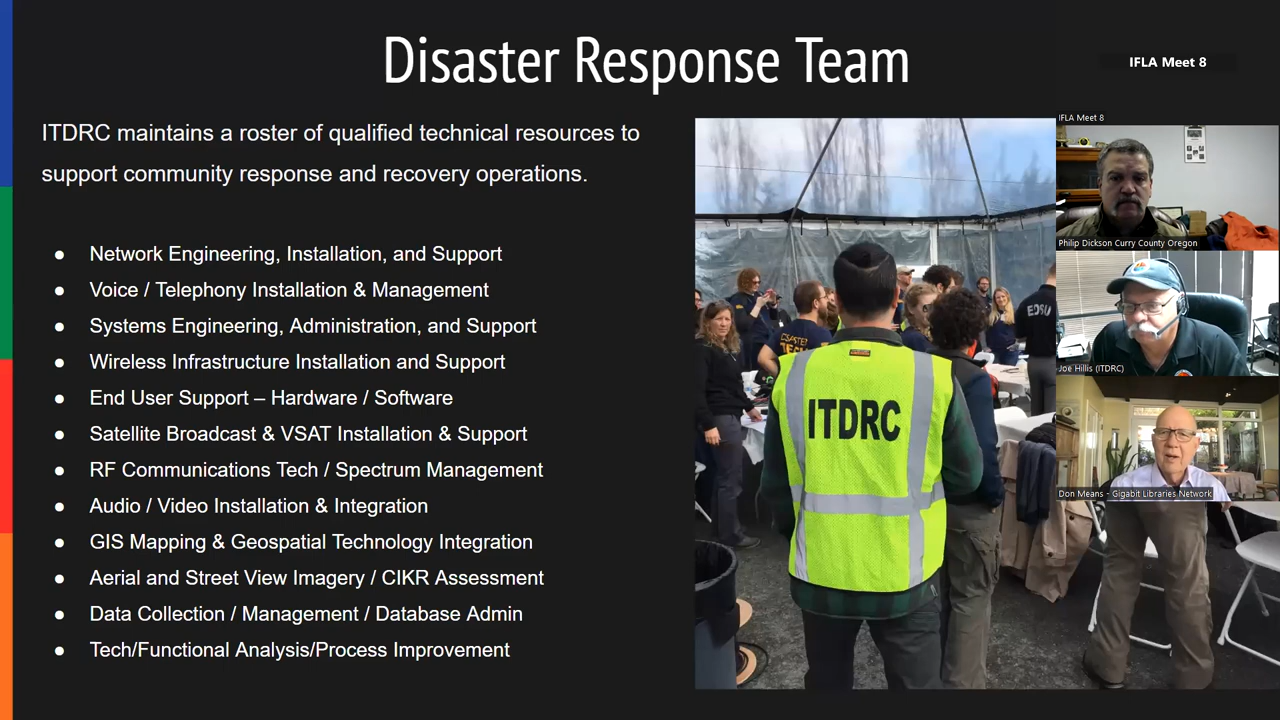 Disaster Response Team
IFLA Meet 8
ITDRC maintains a roster of qualified technical resources to
support community response and recovery operations.
● Network Engineering, Installation, and Support
● Voice / Telephony Installation & Management
● Systems Engineering, Administration, and Support
● Wireless Infrastructure Installation and Support
● End User Support – Hardware / Software
● Satellite Broadcast & VSAT Installation & Support
● RF Communications Tech / Spectrum Management
● Audio / Video Installation & Integration
● GIS Mapping & Geospatial Technology Integration
● Aerial and Street View Imagery / CIKR Assessment
● Data Collection / Management / Database Admin
● Tech/Functional Analysis/Process Improvement
DISASTER
TECH
EDSU
ITDRC
IFLA Meet 8
Philip Dickson Curry County Oregon
Joe Hillis (ITDRC)
Don Means - Gigabit Libraries Network